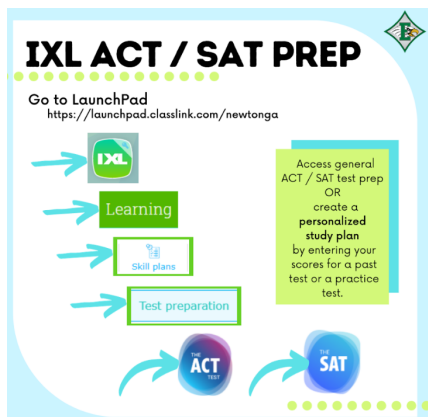 E
IXL ACT / SAT PREP
Go to LaunchPad
https://launchpad.classlink.com/newtonga
IXL
Learning
Skill plans
Test preparation
Access general
ACT / SAT test prep
OR
create a
personalized
study plan
by entering your
scores for a past
test or a practice
test.
THE
ACT
TEST
THE
SAT